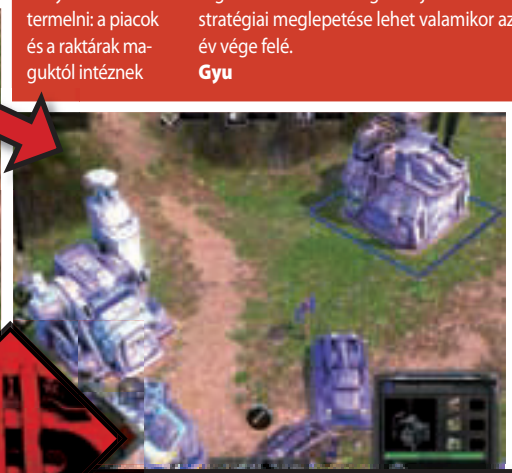 termelni: a piacok
és a raktárak ma-
guktól intéznek
stratégiai meglepetése lehet valamikor az
év vége felé.
Gyu